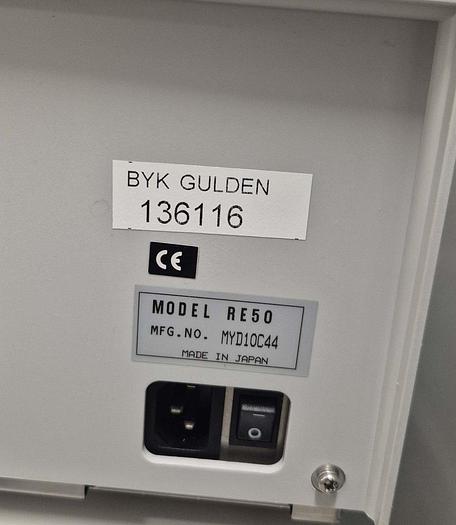 BYK GULDEN
136116
CE
MODEL RE50
MFG.NO. MYD10C44
MADE IN JAPAN